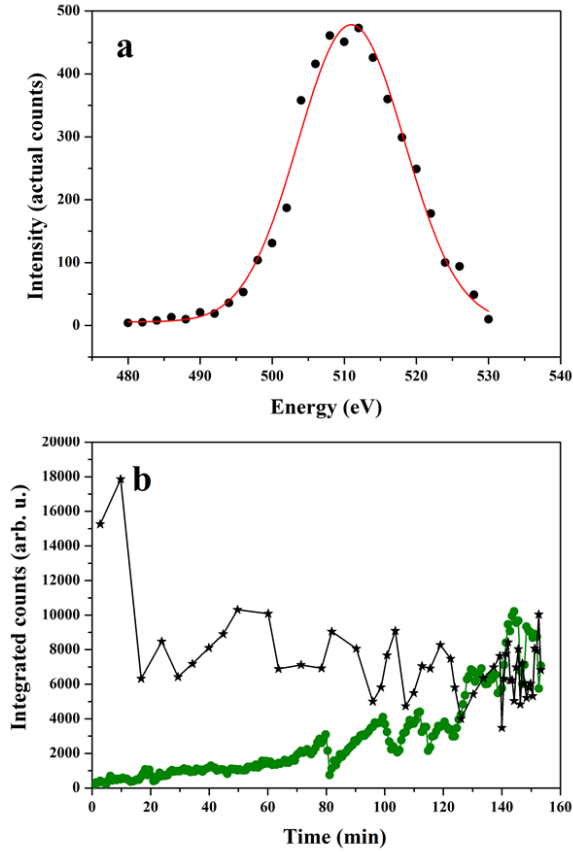 a
500
400
300
200
100
0
Intensity (actual counts)
480 490 500 510 520 530 540
Energy (eV)
b
20000
18000
16000
14000
12000
10000
8000
6000
4000
2000
0
Integrated counts (arb. u.)
0 20 40 60 80 100 120 140 160
Time (min)